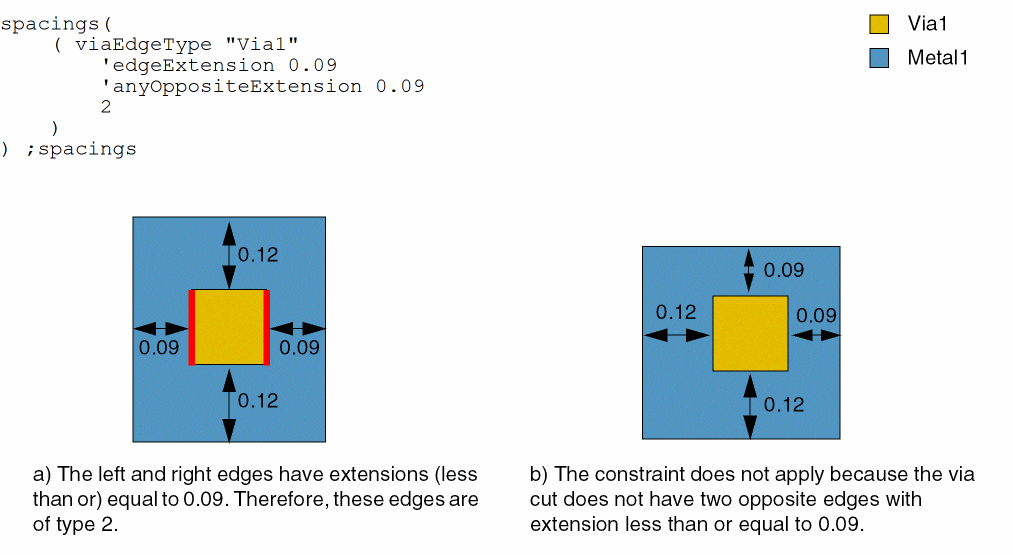 spacings(
( viaEdgeType "Via1"
'edgeExtension 0.09
'anyOppositeExtension 0.09
2
)
) ;spacings
Via1
Metal1
0.12
0.09
0.09
0.12
a) The left and right edges have extensions (less
than or) equal to 0.09. Therefore, these edges are
of type 2.
0.09
0.12
0.09
0.12
b) The constraint does not apply because the via
cut does not have two opposite edges with
extension less than or equal to 0.09.